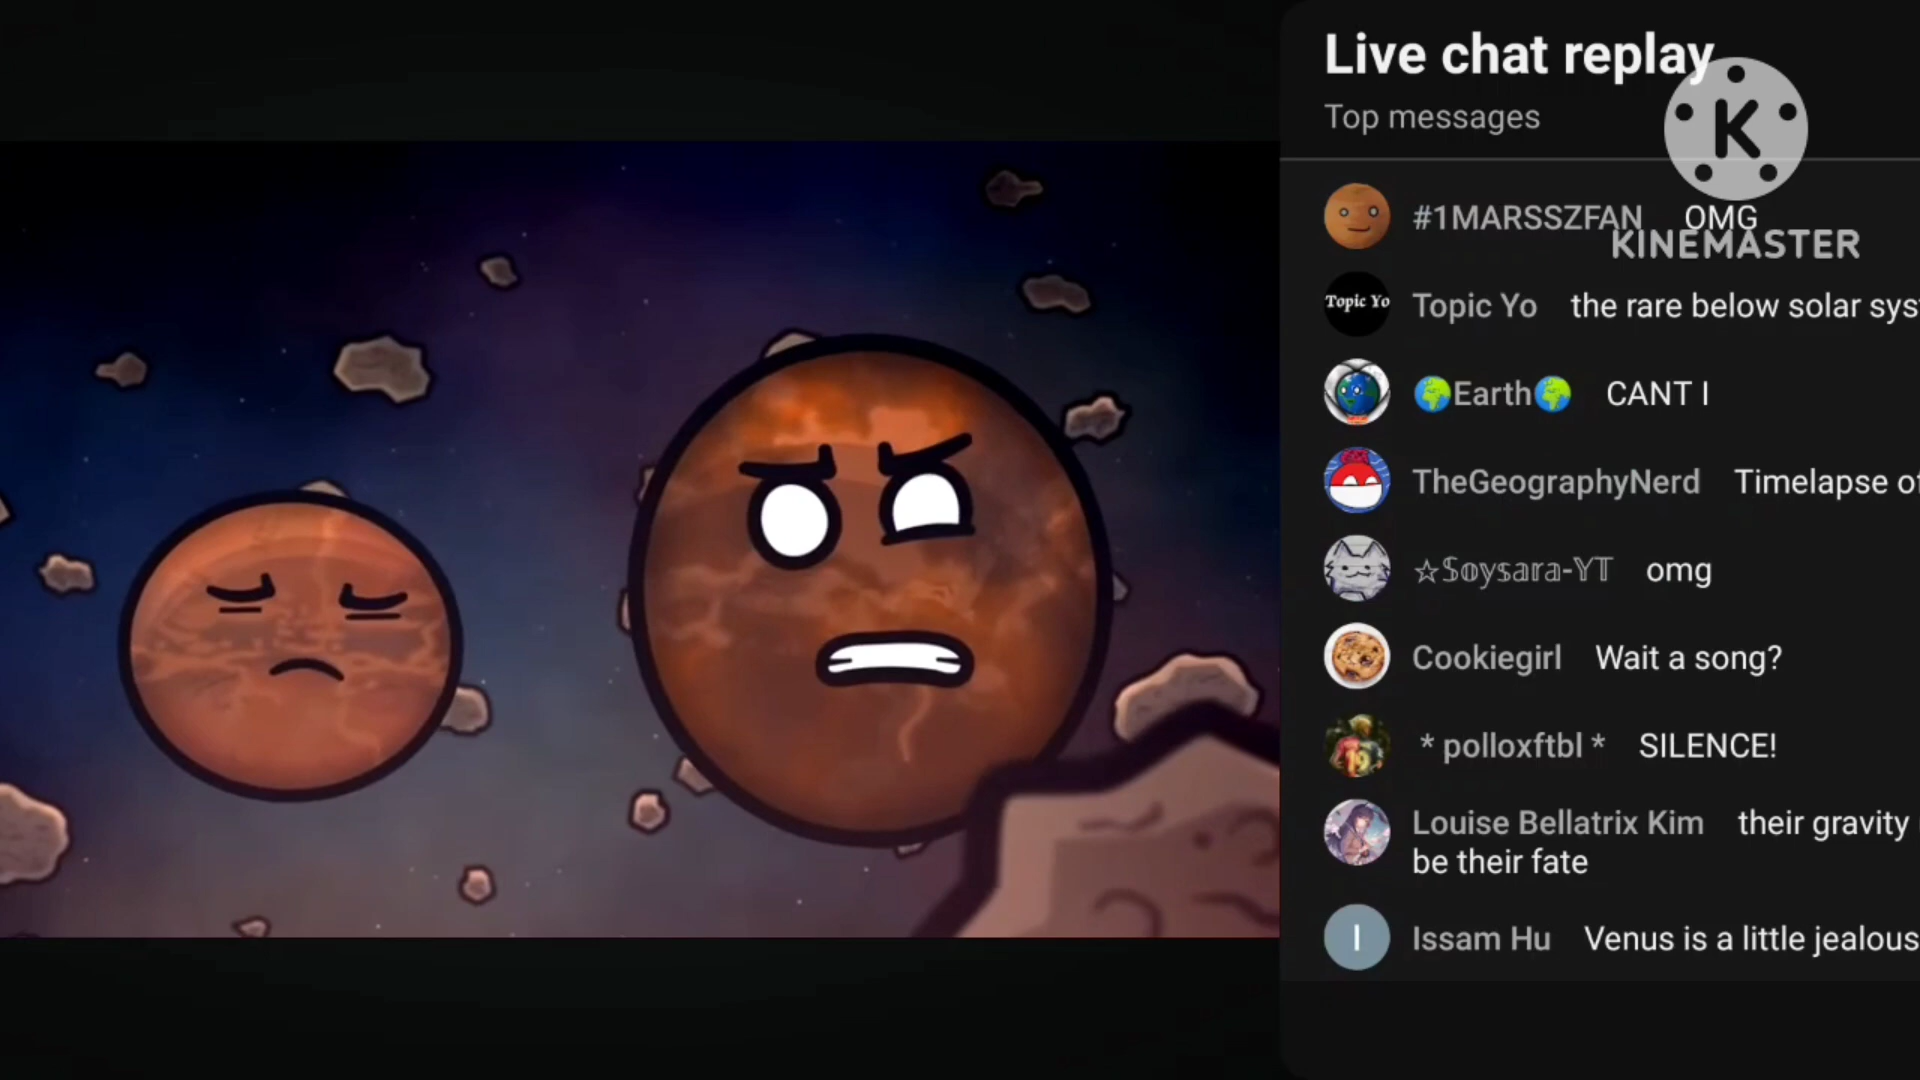 Live chat replay
Top messages
K
KINEMASTER
#1MARSSZFAN OMG
Topic Yo
Topic Yo the rare below solar sys
🌍Earth🌍 CANT I
TheGeographyNerd Timelapse of
☆𝕊𝕠𝕪𝕤𝕒𝕣𝕒-𝕐𝕋 omg
Cookiegirl Wait a song?
* polloxftbl * SILENCE!
Louise Bellatrix Kim their gravity
be their fate
I
Issam Hu Venus is a little jealous